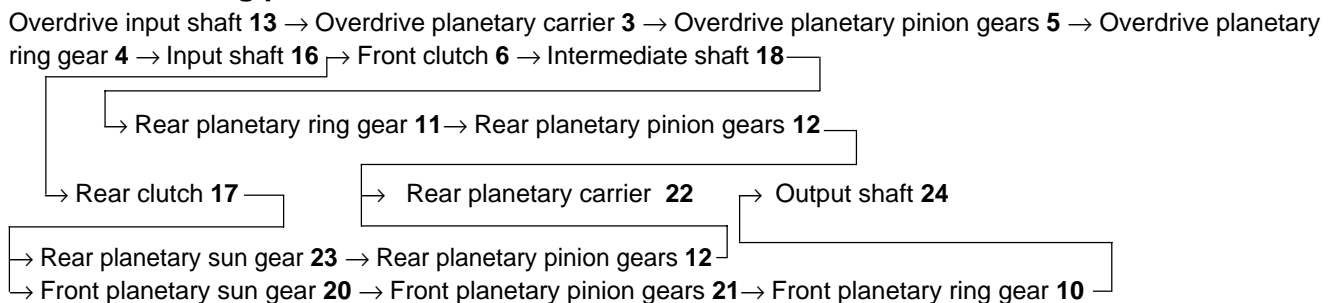 Overdrive input shaft 13 → Overdrive planetary carrier 3 → Overdrive planetary pinion gears 5 → Overdrive planetary
ring gear 4 → Input shaft 16 → Front clutch 6 → Intermediate shaft 18
→ Rear planetary ring gear 11 → Rear planetary pinion gears 12
→ Rear clutch 17 → Rear planetary carrier 22 → Output shaft 24
→ Rear planetary sun gear 23 → Rear planetary pinion gears 12
→ Front planetary sun gear 20 → Front planetary pinion gears 21 → Front planetary ring gear 10